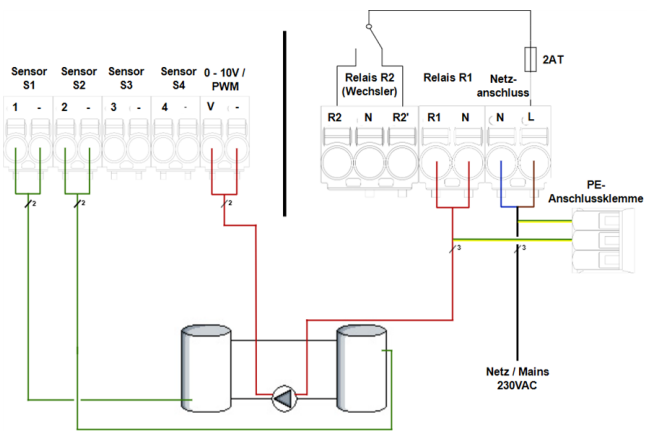 2AT
Sensor S1
Sensor S2
Sensor S3
Sensor S4
0 - 10V / PWM
Relais R2 (Wechsler)
Relais R1
Netz-
anschluss
1 - 2 - 3 - 4 - V -
R2 N R2' R1 N N L
PE-
Anschlussklemme
2 2 2 3 3
Netz / Mains
230VAC